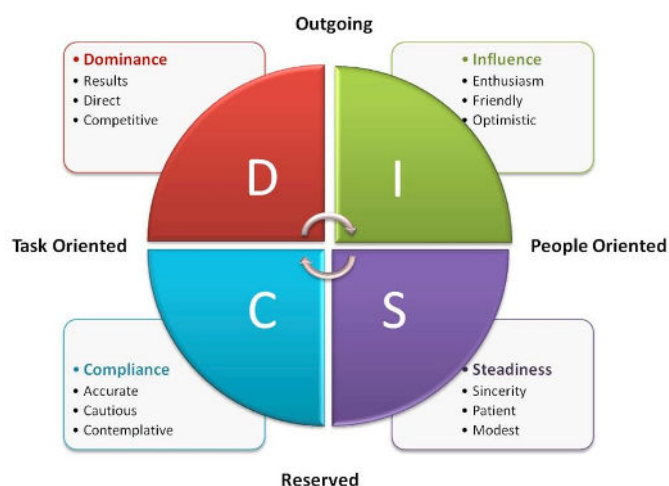 Outgoing
• Dominance
• Results
• Direct
• Competitive
• Influence
• Enthusiasm
• Friendly
• Optimistic
D
I
Task Oriented
People Oriented
C
S
• Compliance
• Accurate
• Cautious
• Contemplative
• Steadiness
• Sincerity
• Patient
• Modest
Reserved